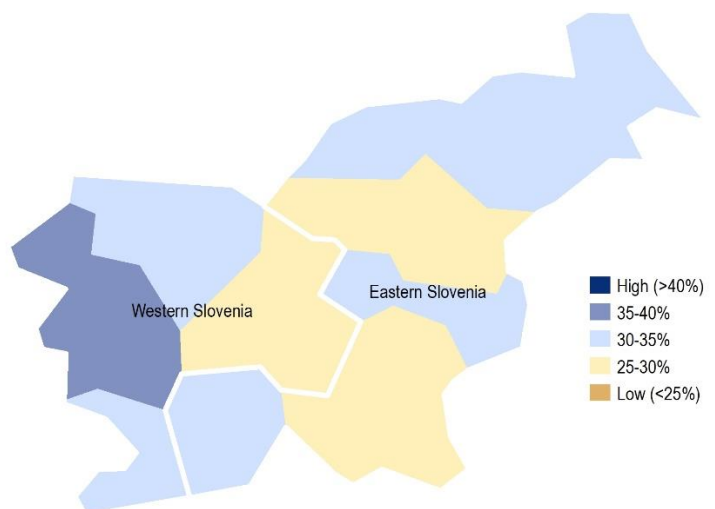 Eastern Slovenia
Western Slovenia
High (>40%)
35-40%
30-35%
25-30%
Low (<25%)